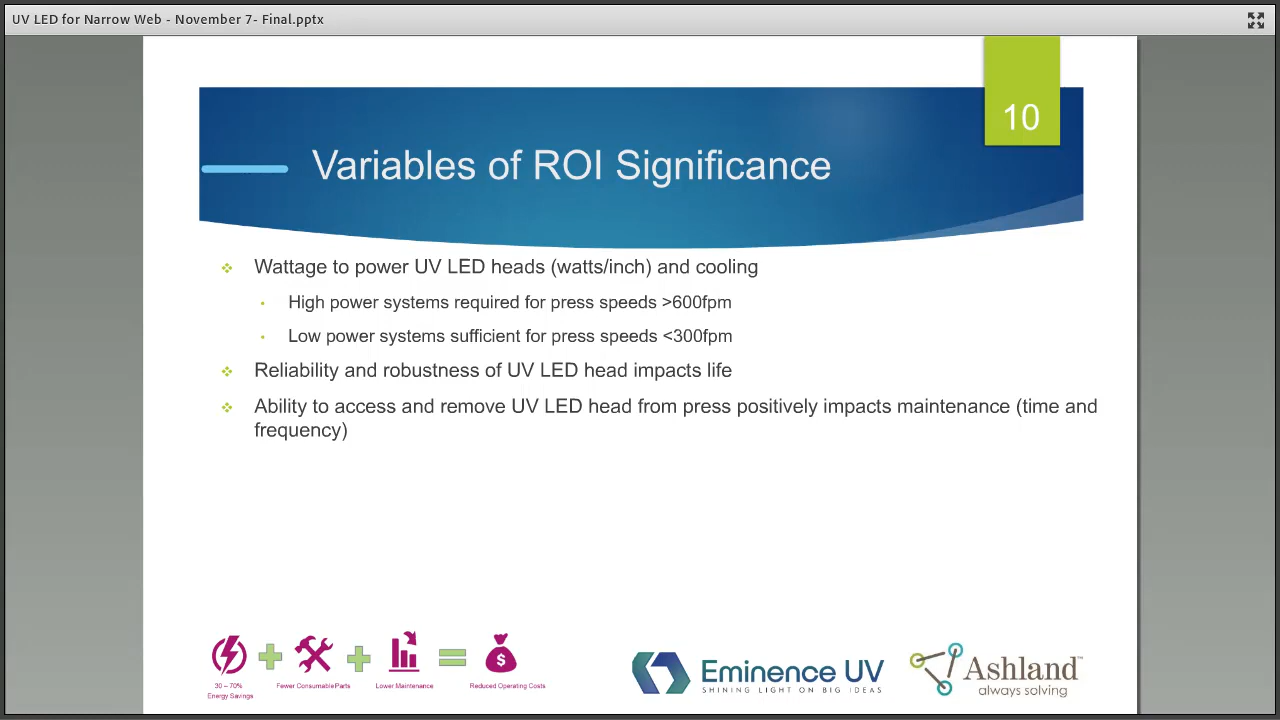 UV LED for Narrow Web - November 7- Final.pptx
10
Variables of ROI Significance
Wattage to power UV LED heads (watts/inch) and cooling
High power systems required for press speeds >600fpm
Low power systems sufficient for press speeds <300fpm
Reliability and robustness of UV LED head impacts life
Ability to access and remove UV LED head from press positively impacts maintenance (time and
frequency)
30 – 70%
Energy Savings
Fewer Consumable Parts
Lower Maintenance
$
Reduced Operating Costs
Eminence UV
SHINING LIGHT ON BIG IDEAS
Ashland™
always solving